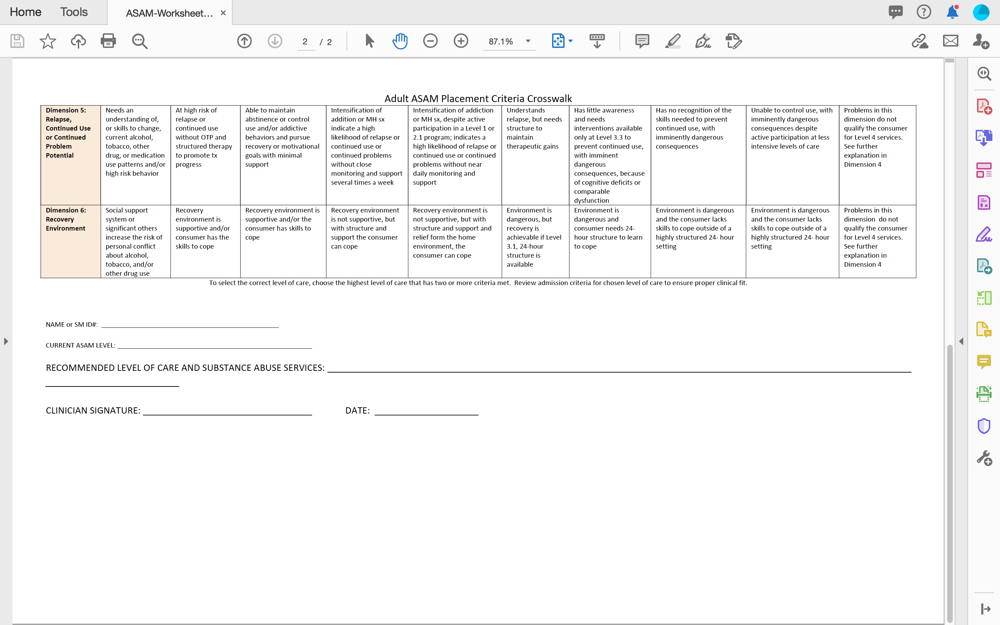 Home Tools ASAM-Worksheet... ×
2 / 2 87.1%
Adult ASAM Placement Criteria Crosswalk
Dimension 5:
Relapse,
Continued Use
or Continued
Problem
Potential
Needs an
understanding of,
or skills to change,
current alcohol,
tobacco, other
drug, or medication
use patterns and/or
high risk behavior
At high risk of
relapse or
continued use
without OTP and
structured therapy
to promote tx
progress
Able to maintain
abstinence or control
use and/or addictive
behaviors and pursue
recovery or motivational
goals with minimal
support
Intensification of
addition or MH sx
indicate a high
likelihood of relapse or
continued use or
continued problems
without close
monitoring and support
several times a week
Intensification of addiction
or MH sx, despite active
participation in a Level 1 or
2.1 program; indicates a
high likelihood of relapse or
continued use or continued
problems without near
daily monitoring and
support
Understands
relapse, but needs
structure to
maintain
therapeutic gains
Has little awareness
and needs
interventions available
only at Level 3.3 to
prevent continued use,
with imminent
dangerous
consequences, because
of cognitive deficits or
comparable
dysfunction
Has no recognition of the
skills needed to prevent
continued use, with
imminently dangerous
consequences
Unable to control use, with
imminently dangerous
consequences despite
active participation at less
intensive levels of care
Problems in this
dimension do not
qualify the consumer
for Level 4 services.
See further
explanation in
Dimension 4
Dimension 6:
Recovery
Environment
Social support
system or
significant others
increase the risk of
personal conflict
about alcohol,
tobacco, and/or
other drug use
Recovery
environment is
supportive and/or
consumer has the
skills to cope
Recovery environment is
supportive and/or the
consumer has skills to
cope
Recovery environment
is not supportive, but
with structure and
support the consumer
can cope
Recovery environment is
not supportive, but with
structure and support and
relief form the home
environment, the
consumer can cope
Environment is
dangerous, but
recovery is
achievable if Level
3.1, 24-hour
structure is
available
Environment is
dangerous and
consumer needs 24-
hour structure to learn
to cope
Environment is dangerous
and the consumer lacks
skills to cope outside of a
highly structured 24- hour
setting
Environment is dangerous
and the consumer lacks
skills to cope outside of a
highly structured 24- hour
setting
Problems in this
dimension do not
qualify the consumer
for Level 4 services.
See further
explanation in
Dimension 4
To select the correct level of care, choose the highest level of care that has two or more criteria met. Review admission criteria for chosen level of care to ensure proper clinical fit.
NAME or SM ID#:
CURRENT ASAM LEVEL:
RECOMMENDED LEVEL OF CARE AND SUBSTANCE ABUSE SERVICES:
CLINICIAN SIGNATURE: DATE: